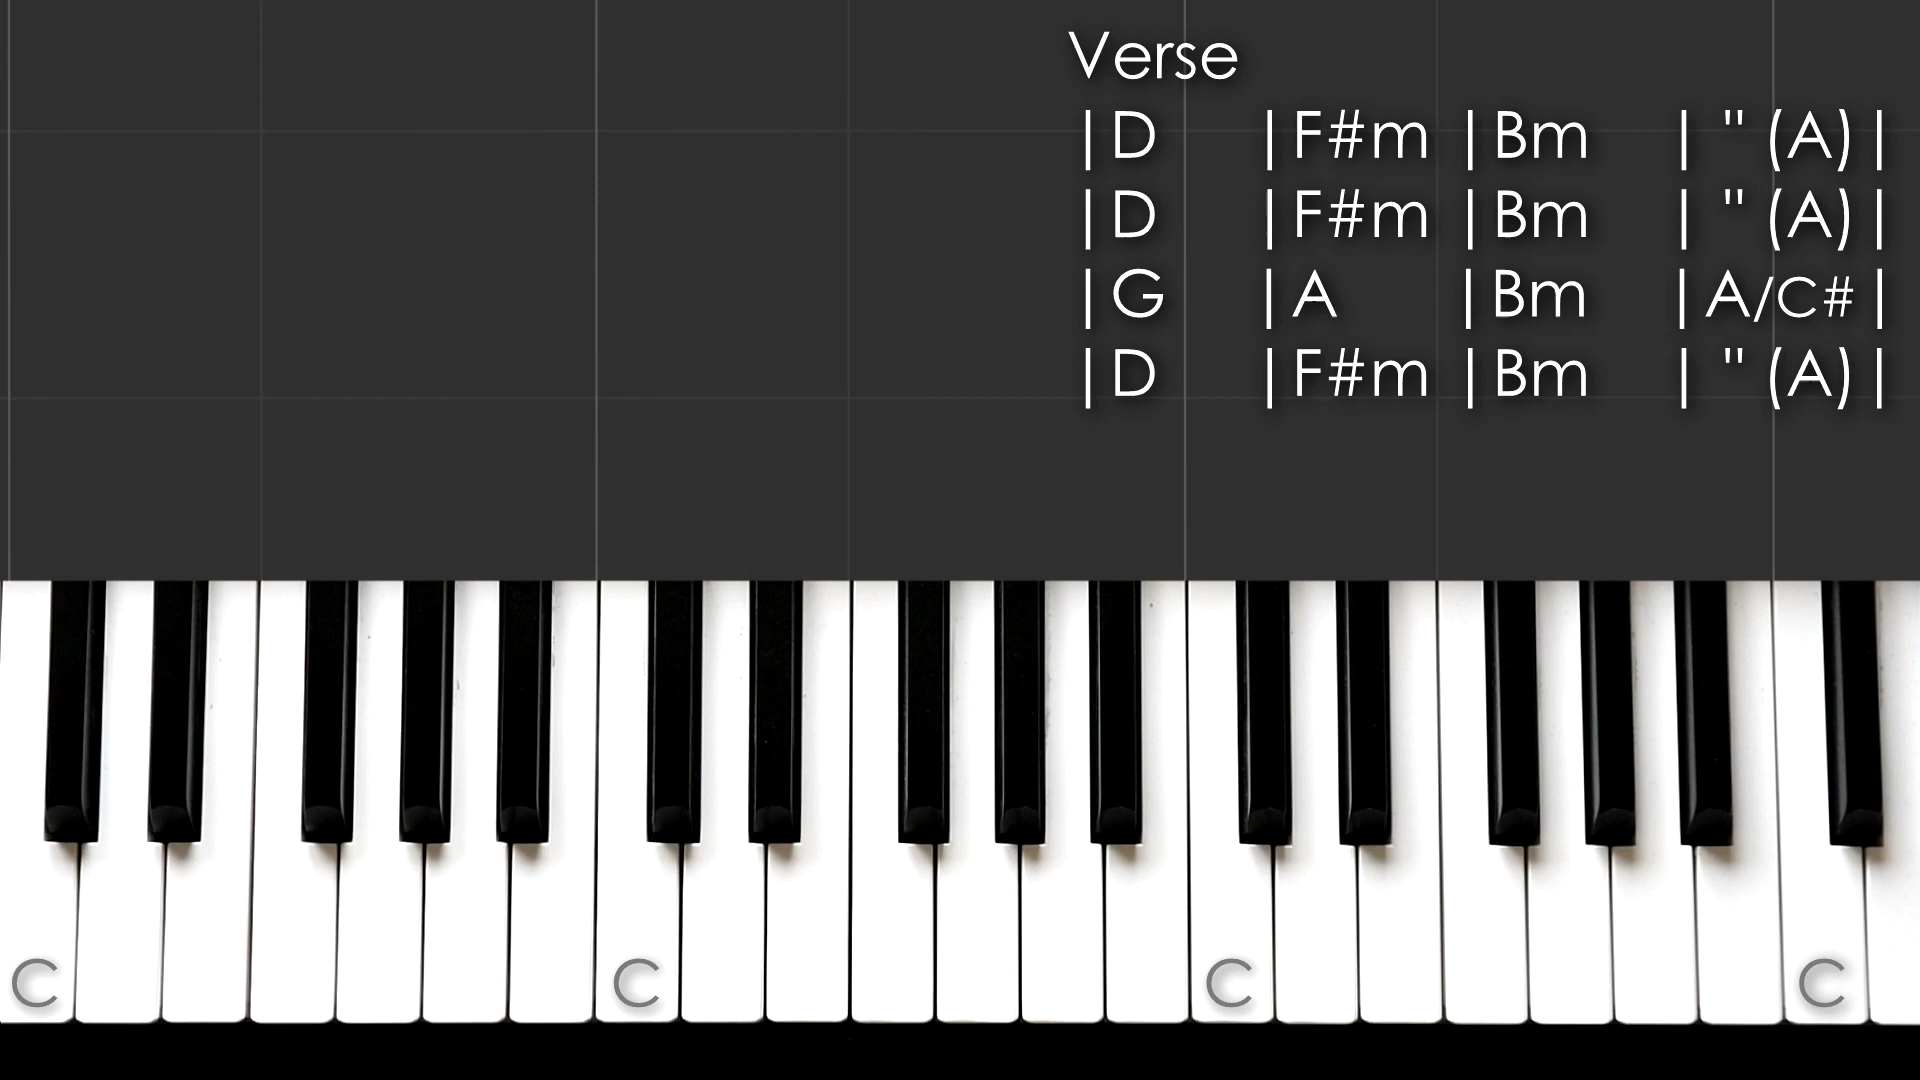 Verse
|D |F#m |Bm | " (A) |
|D |F#m |Bm | " (A) |
|G |A |Bm |A/C# |
|D |F#m |Bm | " (A) |
C C C C